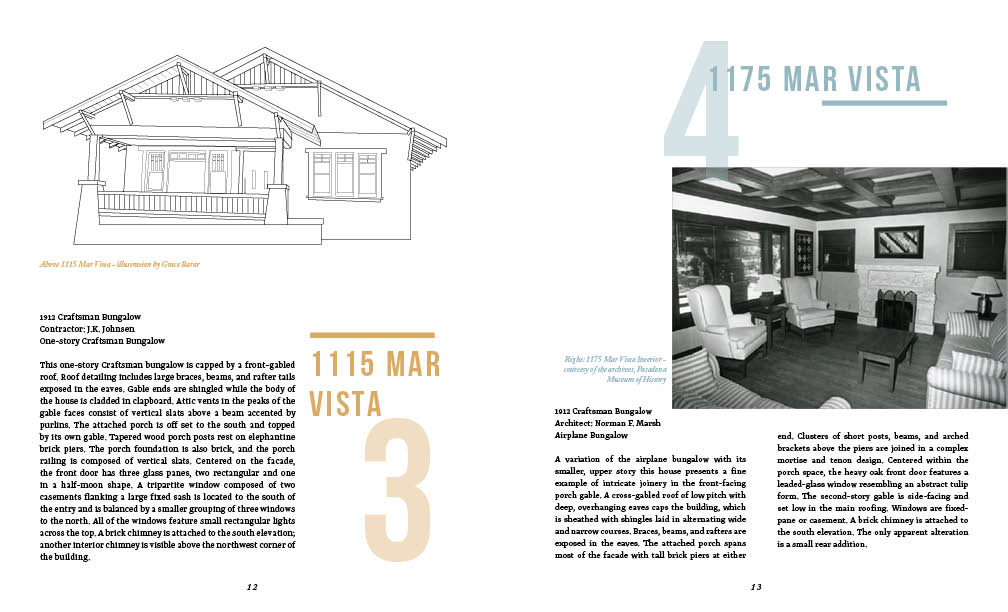 Above 1115 Mar Vista - illustration by Grace Barar
1912 Craftsman Bungalow
Contractor: J.K. Johnsen
One-story Craftsman Bungalow
This one-story Craftsman bungalow is capped by a front-gabled
roof. Roof detailing includes large braces, beams, and rafter tails
exposed in the eaves. Gable ends are shingled while the body of
the house is cladded in clapboard. Attic vents in the peaks of the
gable faces consist of vertical slats above a beam accented by
purlins. The attached porch is off set to the south and topped
by its own gable. Tapered wood porch posts rest on elephantine
brick piers. The porch foundation is also brick, and the porch
railing is composed of vertical slats. Centered on the facade,
the front door has three glass panes, two rectangular and one
in a half-moon shape. A tripartite window composed of two
casements flanking a large fixed sash is located to the south of
the entry and is balanced by a smaller grouping of three windows
to the north. All of the windows feature small rectangular lights
across the top. A brick chimney is attached to the south elevation;
another interior chimney is visible above the northwest corner of
the building.
1115 MAR
VISTA
3
12
4
1175 MAR VISTA
Right: 1175 Mar Vista Interior -
courtesy of the archives, Pasadena
Museum of History
1912 Craftsman Bungalow
Architect: Norman F. Marsh
Airplane Bungalow
A variation of the airplane bungalow with its
smaller, upper story this house presents a fine
example of intricate joinery in the front-facing
porch gable. A cross-gabled roof of low pitch with
deep, overhanging eaves caps the building, which
is sheathed with shingles laid in alternating wide
and narrow courses. Braces, beams, and rafters are
exposed in the eaves. The attached porch spans
most of the facade with tall brick piers at either
end. Clusters of short posts, beams, and arched
brackets above the piers are joined in a complex
mortise and tenon design. Centered within the
porch space, the heavy oak front door features a
leaded-glass window resembling an abstract tulip
form. The second-story gable is side-facing and
set low in the main roofing. Windows are fixed-
pane or casement. A brick chimney is attached to
the south elevation. The only apparent alteration
is a small rear addition.
13